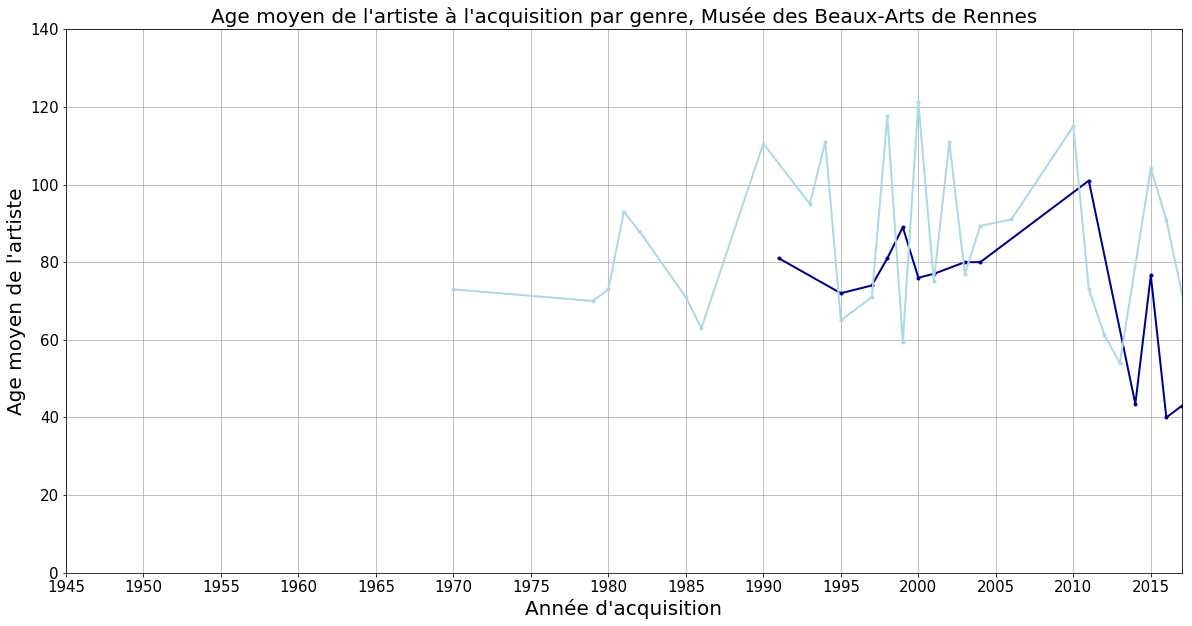 Age moyen de l'artiste à l'acquisition par genre, Musée des Beaux-Arts de Rennes
140
120
100
80
60
40
20
0
Age moyen de l'artiste
1945 1950 1955 1960 1965 1970 1975 1980 1985 1990 1995 2000 2005 2010 2015
Année d'acquisition